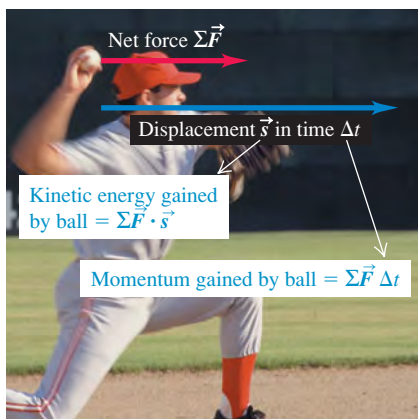 Net force ΣF⃗
Displacement s⃗ in time Δt
Kinetic energy gained
by ball = ΣF⃗ · s⃗
Momentum gained by ball = ΣF⃗ Δt